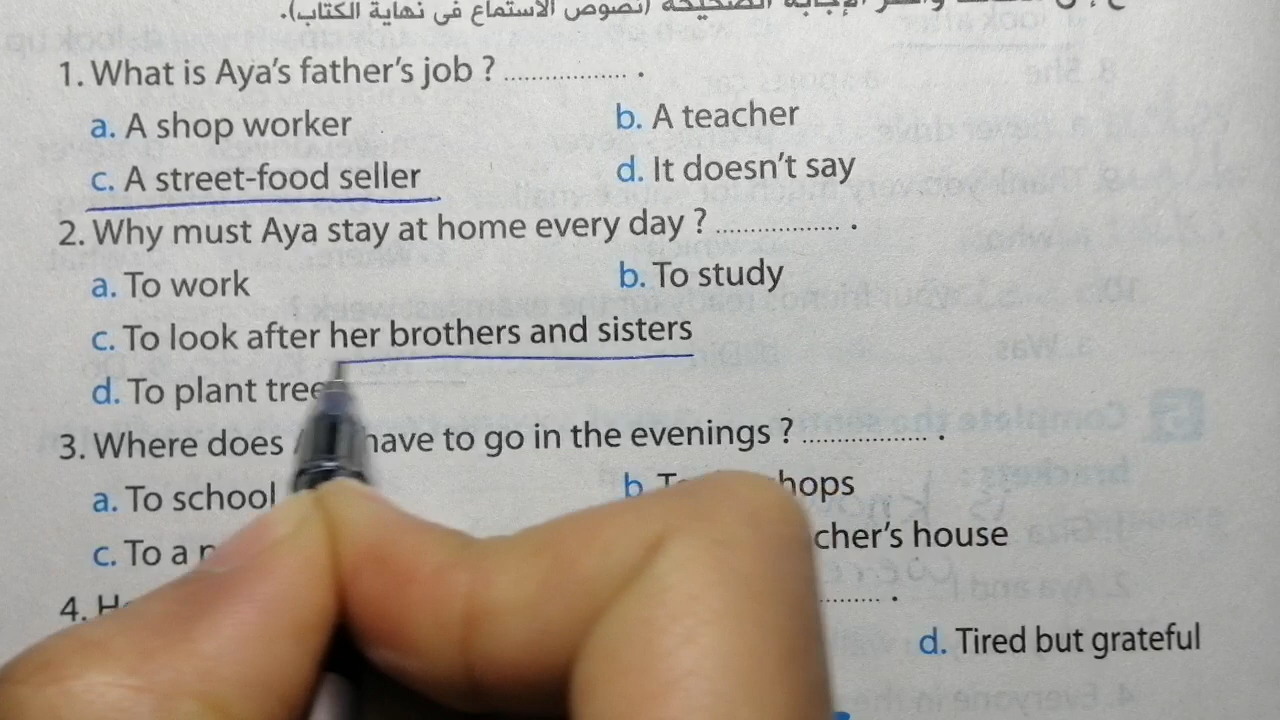 (نصوص الاستماع فى نهاية الكتاب).
1. What is Aya's father's job ? .................. .
a. A shop worker
b. A teacher
c. A street-food seller
d. It doesn't say
2. Why must Aya stay at home every day ? .................. .
a. To work
b. To study
c. To look after her brothers and sisters
d. To plant tree
3. Where does have to go in the evenings ? .................. .
a. To school
b. hops
c. To a cher's house
4.
d. Tired but grateful